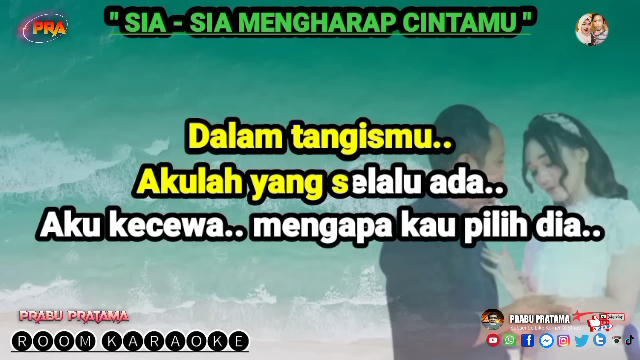 " SIA - SIA MENGHARAP CINTAMU "
PRA
Dalam tangismu..
Akulah yang selalu ada..
Aku kecewa.. mengapa kau pilih dia..
PRABU PRATAMA
ROOM KARAOKE
PRABU PRATAMA